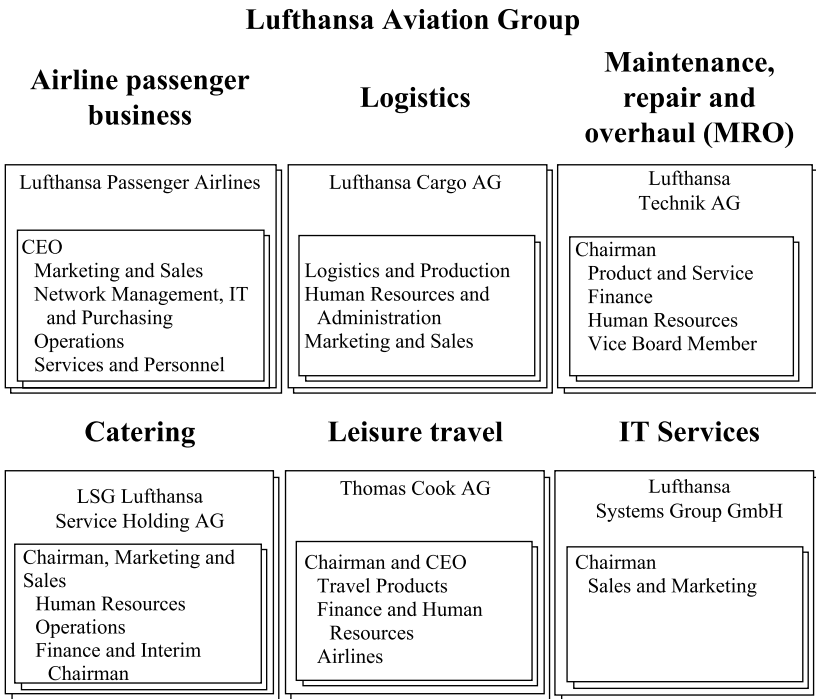 Lufthansa Aviation Group
Airline passenger
business
Lufthansa Passenger Airlines
CEO
Marketing and Sales
Network Management, IT
and Purchasing
Operations
Services and Personnel
Logistics
Lufthansa Cargo AG
Logistics and Production
Human Resources and
Administration
Marketing and Sales
Maintenance,
repair and
overhaul (MRO)
Lufthansa
Technik AG
Chairman
Product and Service
Finance
Human Resources
Vice Board Member
Catering
LSG Lufthansa
Service Holding AG
Chairman, Marketing and
Sales
Human Resources
Operations
Finance and Interim
Chairman
Leisure travel
Thomas Cook AG
Chairman and CEO
Travel Products
Finance and Human
Resources
Airlines
IT Services
Lufthansa
Systems Group GmbH
Chairman
Sales and Marketing